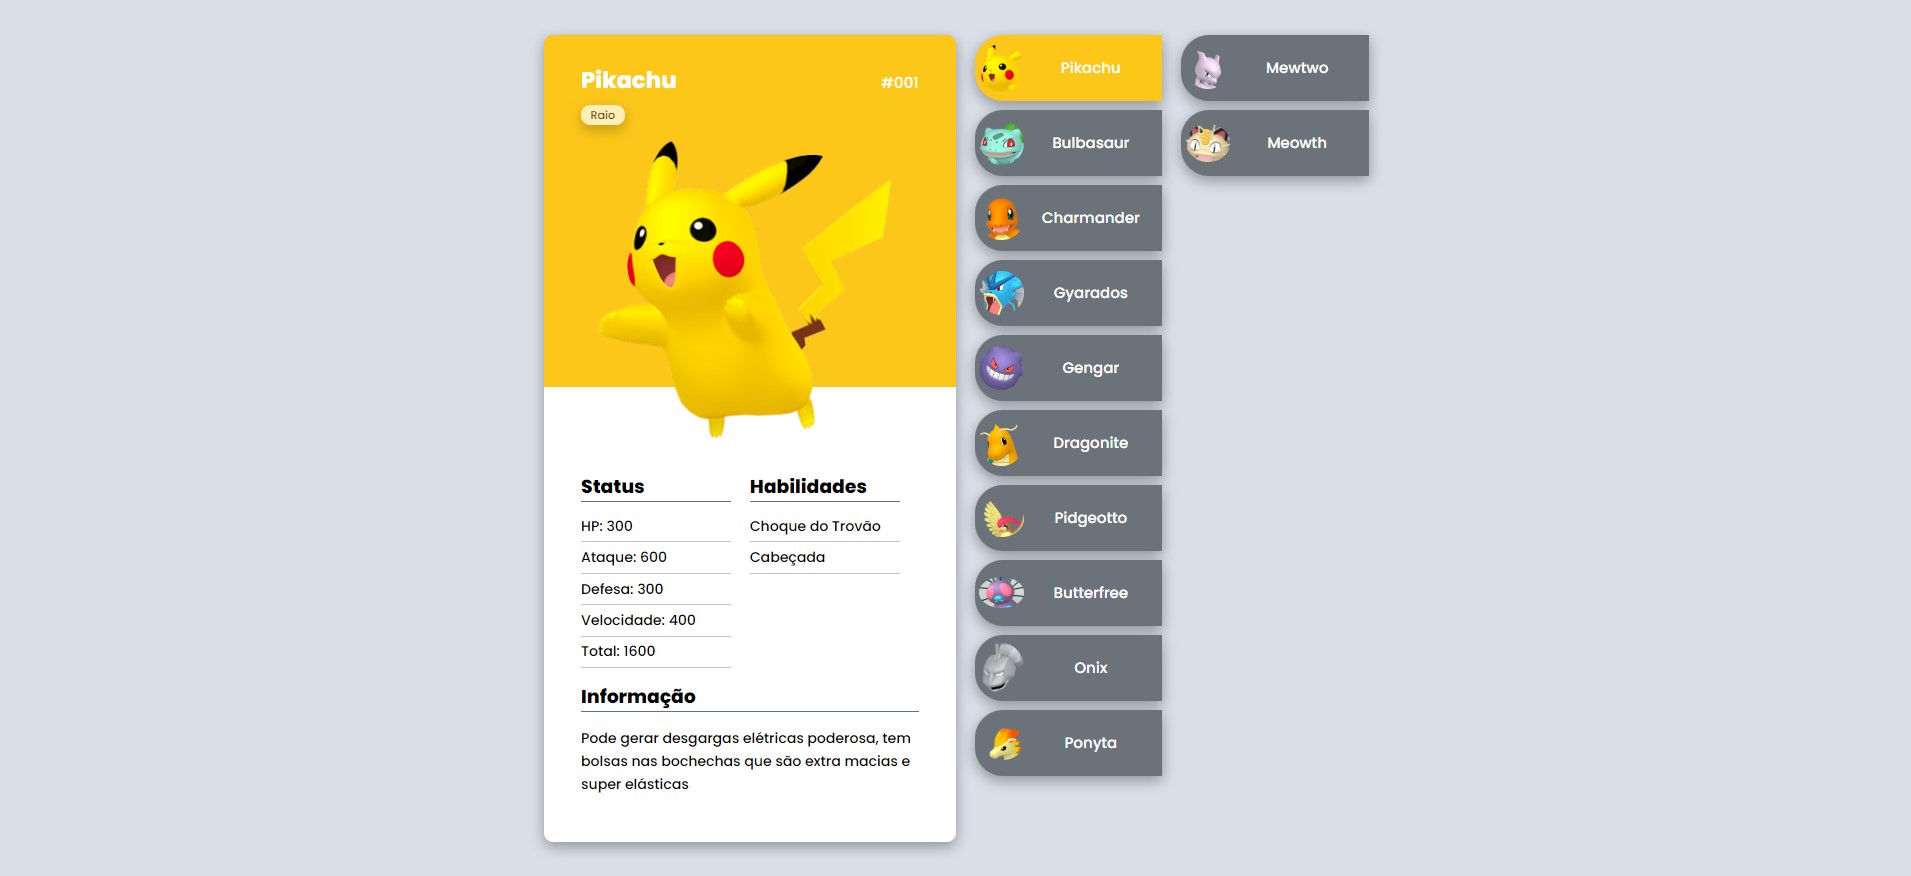 Pikachu
#001
Raio
Status
HP: 300
Ataque: 600
Defesa: 300
Velocidade: 400
Total: 1600
Habilidades
Choque do Trovão
Cabeçada
Informação
Pode gerar desgargas elétricas poderosa, tem
bolsas nas bochechas que são extra macias e
super elásticas
Pikachu
Bulbasaur
Charmander
Gyarados
Gengar
Dragonite
Pidgeotto
Butterfree
Onix
Ponyta
Mewtwo
Meowth